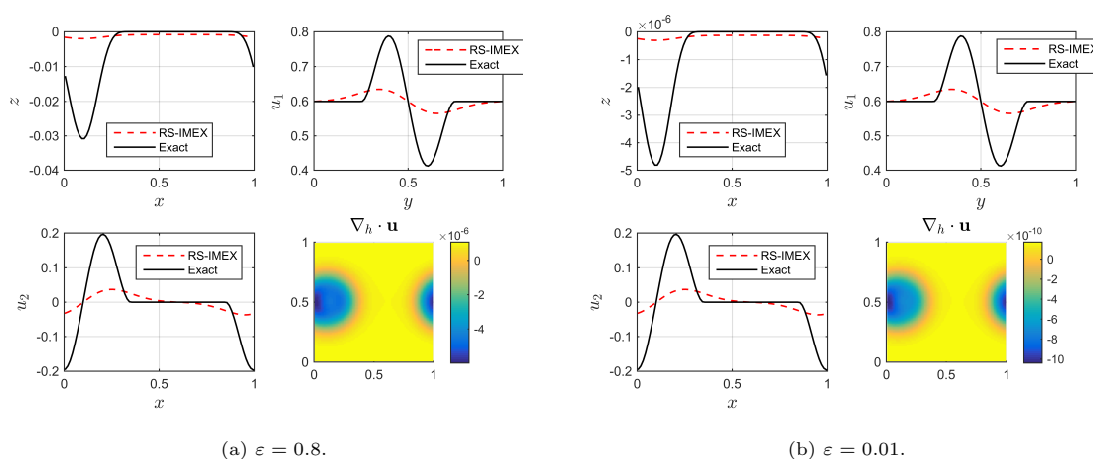 0
-0.01
-0.02
-0.03
-0.04
z
RS-IMEX
Exact
0 0.5 1
x
0.8
0.7
0.6
0.5
0.4
u₁
RS-IMEX
Exact
0 0.5 1
y
0.2
0.1
0
-0.1
-0.2
u₂
RS-IMEX
Exact
0 0.5 1
x
∇ₕ · u
1
0.5
0
0 0.5 1
×10⁻⁶
0
-2
-4
(a) ε = 0.8.
×10⁻⁶
0
-1
-2
-3
-4
-5
z
RS-IMEX
Exact
0 0.5 1
x
0.8
0.7
0.6
0.5
0.4
u₁
RS-IMEX
Exact
0 0.5 1
y
0.2
0.1
0
-0.1
-0.2
u₂
RS-IMEX
Exact
0 0.5 1
x
∇ₕ · u
1
0.5
0
0 0.5 1
×10⁻¹⁰
0
-2
-4
-6
-8
-10
(b) ε = 0.01.